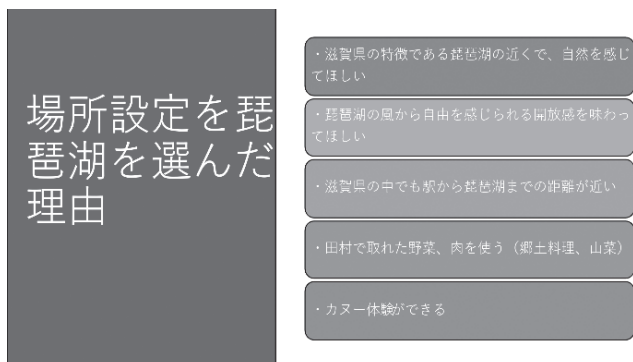 場所設定を琵
琶湖を選んだ
理由
・滋賀県の特徴である琵琶湖の近くで、自然を感じ
てほしい
・琵琶湖の風から自由を感じられる開放感を味わっ
てほしい
・滋賀県の中でも駅から琵琶湖までの距離が近い
・田村で取れた野菜、肉を使う（郷土料理、山菜）
・カヌー体験ができる